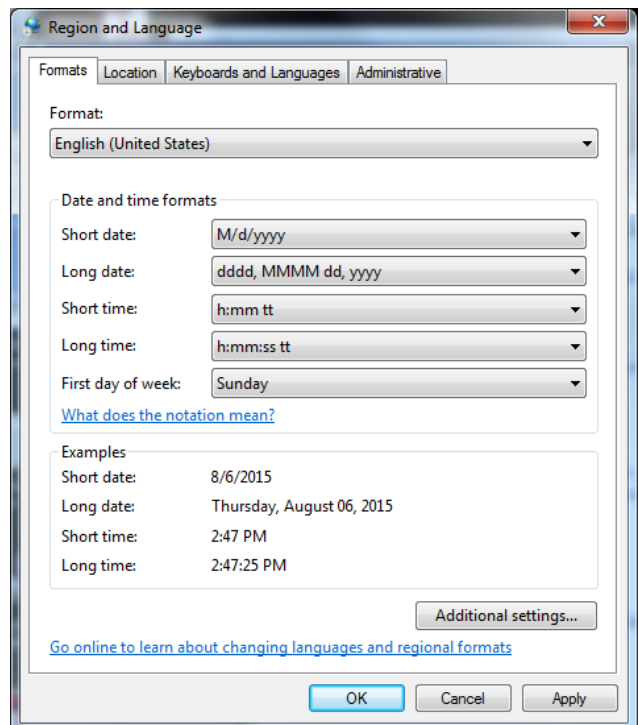 Region and Language
Formats Location Keyboards and Languages Administrative
Format:
English (United States)
Date and time formats
Short date: M/d/yyyy
Long date: dddd, MMMM dd, yyyy
Short time: h:mm tt
Long time: h:mm:ss tt
First day of week: Sunday
What does the notation mean?
Examples
Short date: 8/6/2015
Long date: Thursday, August 06, 2015
Short time: 2:47 PM
Long time: 2:47:25 PM
Additional settings...
Go online to learn about changing languages and regional formats
OK Cancel Apply